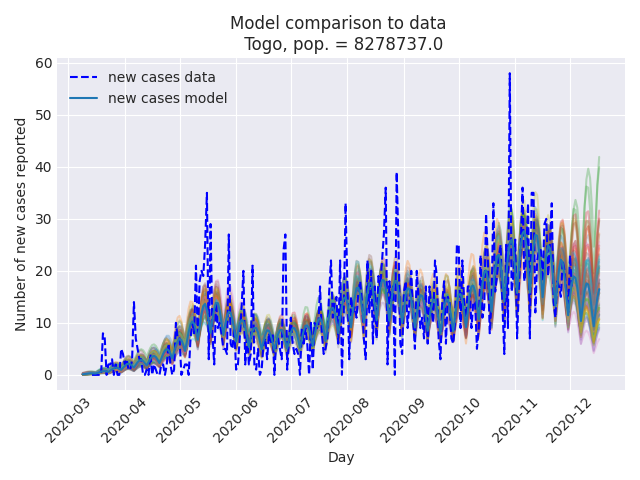 Model comparison to data
Togo, pop. = 8278737.0
new cases data
new cases model
Number of new cases reported
60
50
40
30
20
10
0
2020-03
2020-04
2020-05
2020-06
2020-07
2020-08
2020-09
2020-10
2020-11
2020-12
Day